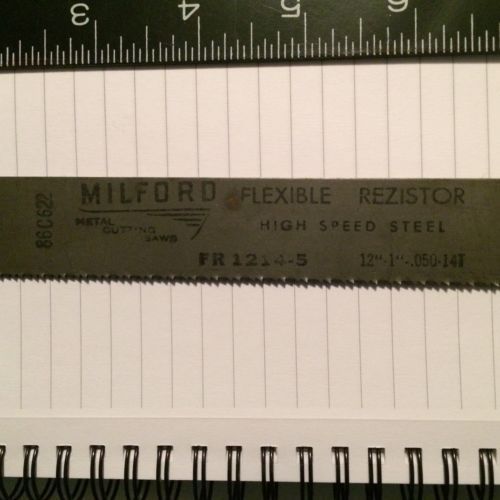 3 4 5 6
86C622
MILFORD
METAL
CUTTING
SAWS
FLEXIBLE REZISTOR
HIGH SPEED STEEL
FR 1214-5
12"-1"-.050-14T